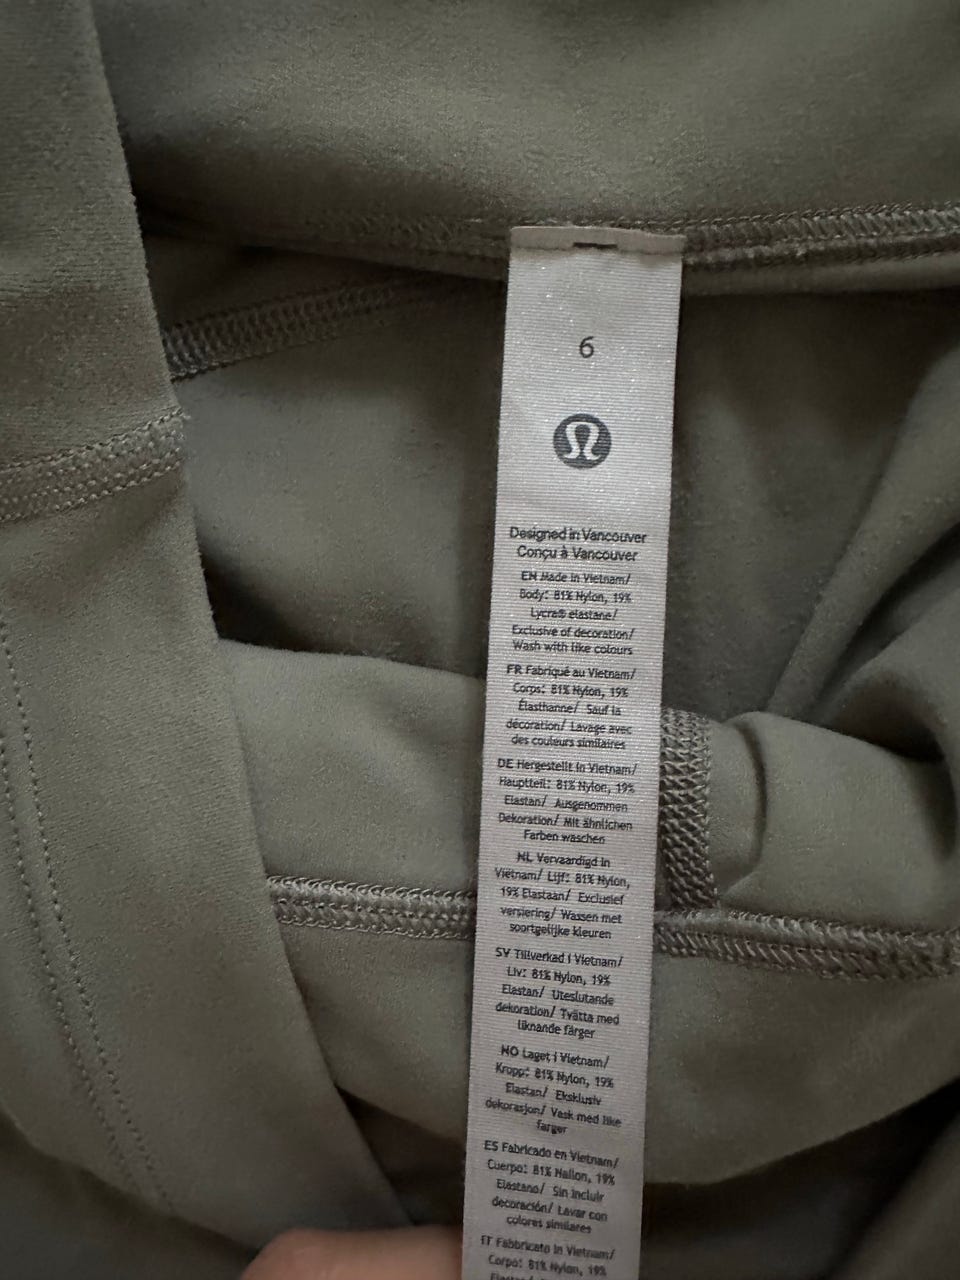 6
Designed in Vancouver
Conçu à Vancouver
EN Made in Vietnam/
Body: 81% Nylon, 19%
Lycra® elastane/
Exclusive of decoration/
Wash with like colours
FR Fabriqué au Vietnam/
Corps: 81% Nylon, 19%
Élasthanne/ Sauf la
décoration/ Lavage avec
des couleurs similaires
DE Hergestellt in Vietnam/
Hauptteil: 81% Nylon, 19%
Elastan/ Ausgenommen
Dekoration/ Mit ähnlichen
Farben waschen
NL Vervaardigd in
Vietnam/ Lijf: 81% Nylon,
19% Elastaan/ Exclusief
versiering/ Wassen met
soortgelijke kleuren
SV Tillverkad i Vietnam/
Liv: 81% Nylon, 19%
Elastan/ Uteslutande
dekoration/ Tvätta med
liknande färger
NO Laget i Vietnam/
Kropp: 81% Nylon, 19%
Elastan/ Eksklusiv
dekorasjon/ Vask med like
farger
ES Fabricado en Vietnam/
Cuerpo: 81% Nailon, 19%
Elastano/ Sin incluir
decoración/ Lavar con
colores similares
IT Fabbricato in Vietnam/
Corpo: 81% Nylon, 19%